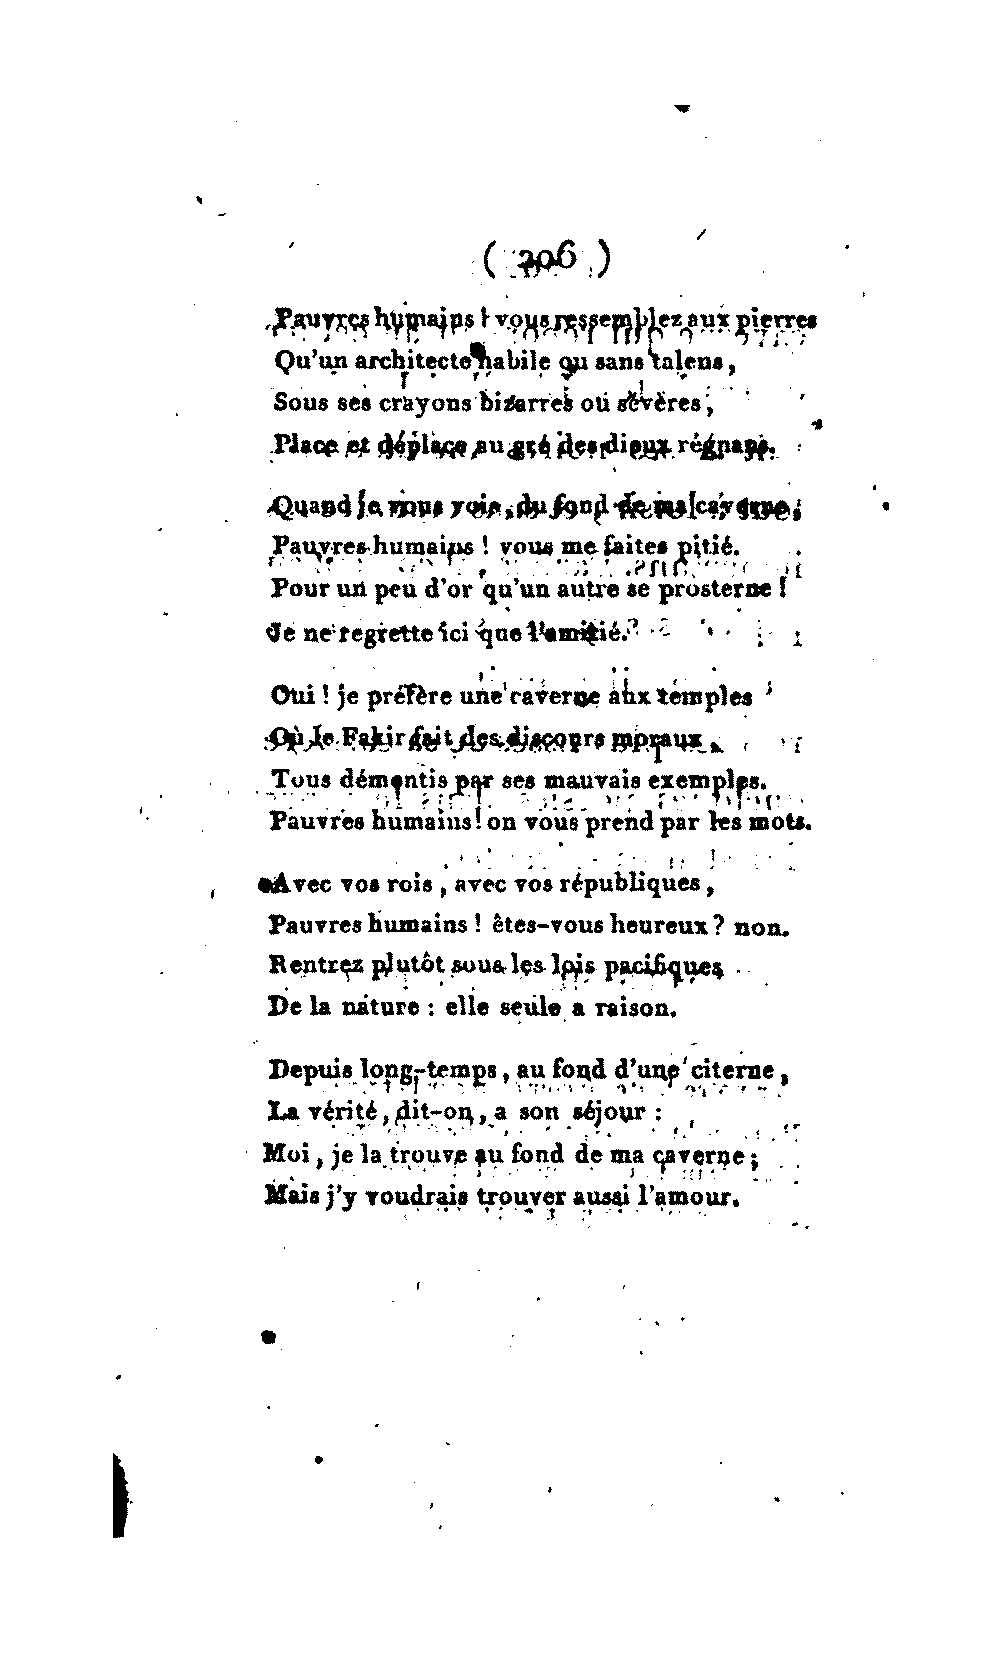 ( 206 )
Pauvres humains ! vous ressemblez aux pierres
Qu'un architecte habile ou sans talens,
Sous ses crayons bizarres ou sévères,
Place et déplace au gré des dieux régnans.
Quand je vous vois, du fond de ma caverne,
Pauvres humains ! vous me faites pitié.
Pour un peu d'or qu'un autre se prosterne !
Je ne regrette ici que l'amitié.
Oui ! je préfère une caverne aux temples
Où le Fakir fait des discours moraux,
Tous démentis par ses mauvais exemples.
Pauvres humains! on vous prend par les mots.
Avec vos rois, avec vos républiques,
Pauvres humains ! êtes-vous heureux ? non.
Rentrez plutôt sous les lois pacifiques
De la nature : elle seule a raison.
Depuis long-temps, au fond d'une citerne,
La vérité, dit-on, a son séjour :
Moi, je la trouve au fond de ma caverne ;
Mais j'y voudrais trouver aussi l'amour.